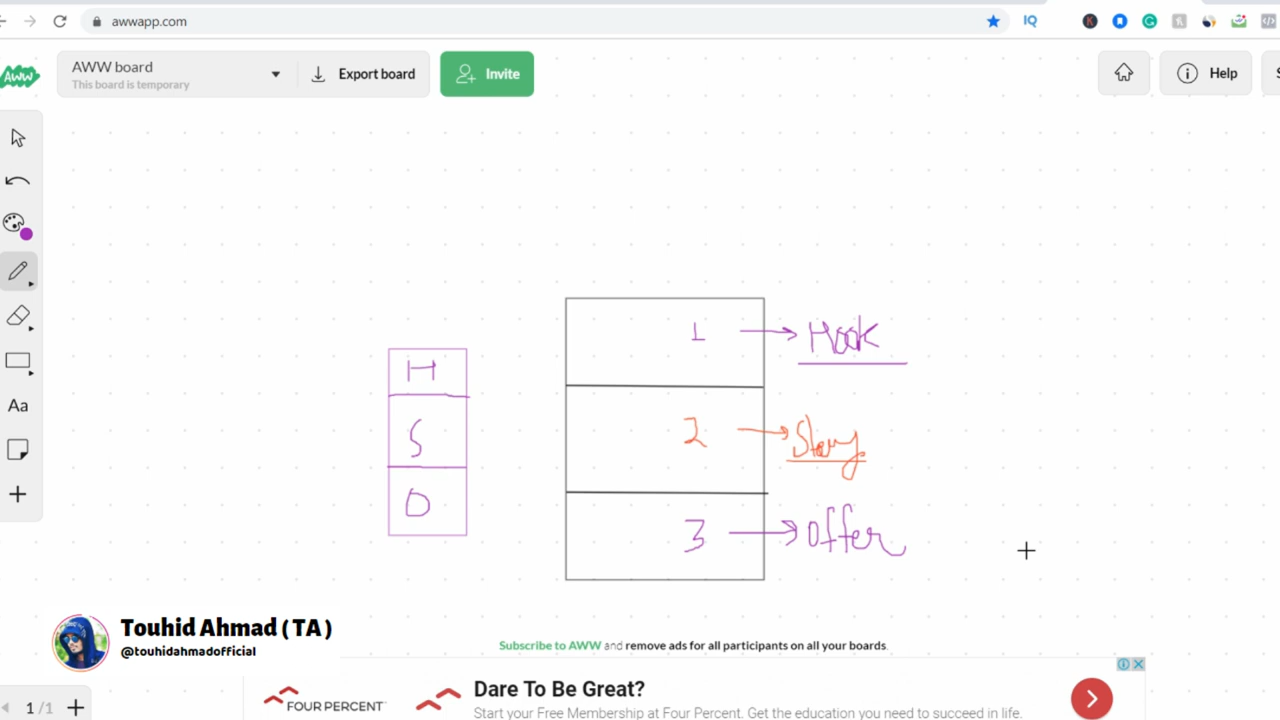 awwapp.com
IQ
AWW
AWW board
This board is temporary
Export board
Invite
Help
Aa
H
S
O
1
Hook
2
Story
3
Offer
Touhid Ahmad ( TA )
@touhidahmadofficial
Subscribe to AWW and remove ads for all participants on all your boards.
FOUR PERCENT
Dare To Be Great?
Start your Free Membership at Four Percent. Get the education you need to succeed in life.
1 / 1